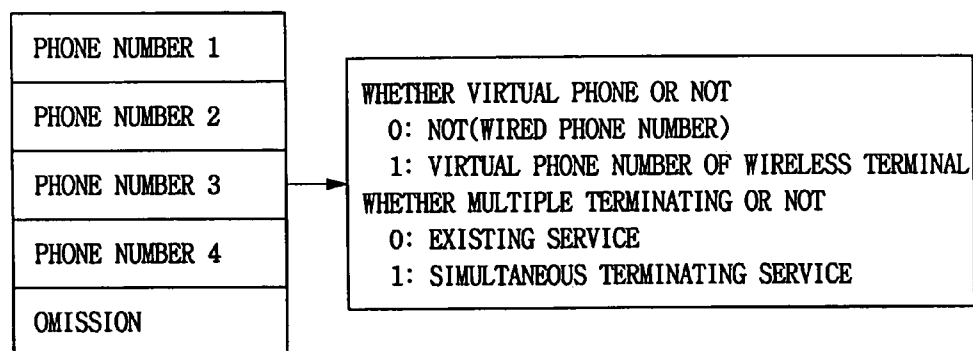 PHONE NUMBER 1
PHONE NUMBER 2
PHONE NUMBER 3
PHONE NUMBER 4
OMISSION
WHETHER VIRTUAL PHONE OR NOT
0: NOT(WIRED PHONE NUMBER)
1: VIRTUAL PHONE NUMBER OF WIRELESS TERMINAL
WHETHER MULTIPLE TERMINATING OR NOT
0: EXISTING SERVICE
1: SIMULTANEOUS TERMINATING SERVICE